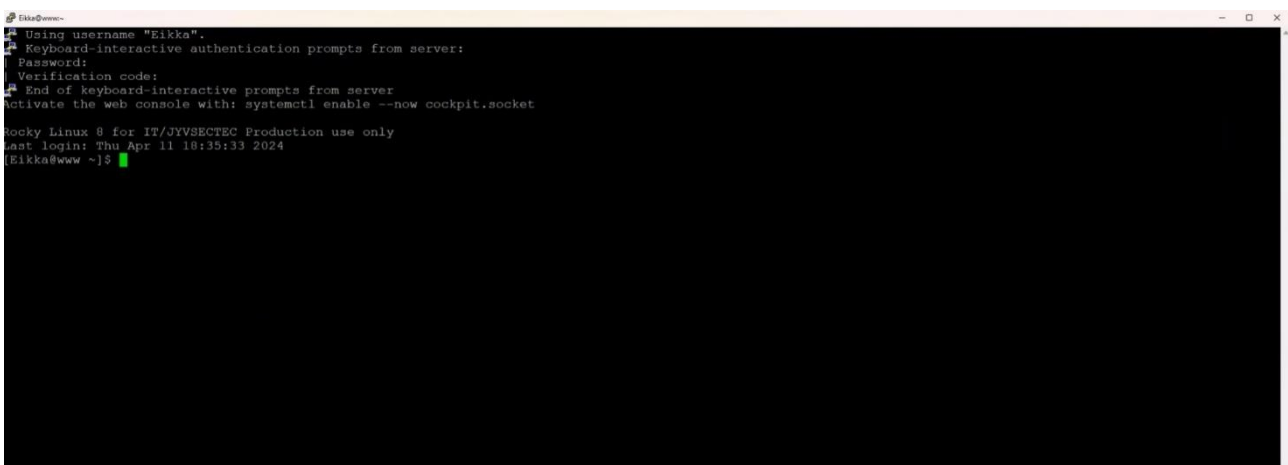 Eikka@www:~
Using username "Eikka".
Keyboard-interactive authentication prompts from server:
| Password:
| Verification code:
End of keyboard-interactive prompts from server
Activate the web console with: systemctl enable --now cockpit.socket
Rocky Linux 8 for IT/JYVSECTEC Production use only
Last login: Thu Apr 11 18:35:33 2024
[Eikka@www ~]$